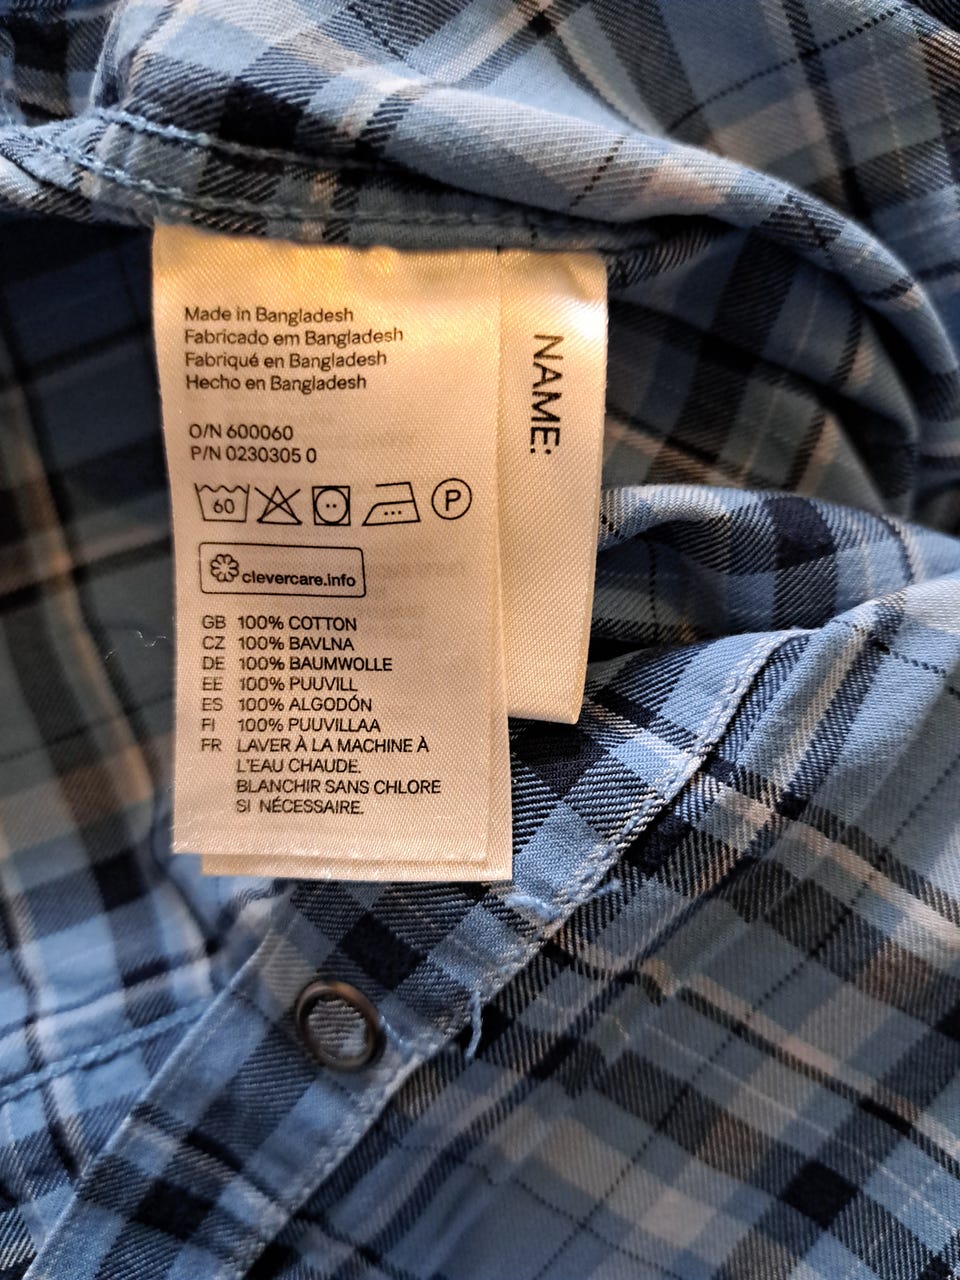 Made in Bangladesh
Fabricado em Bangladesh
Fabriqué en Bangladesh
Hecho en Bangladesh
O/N 600060
P/N 0230305 0
60 P
clevercare.info
GB 100% COTTON
CZ 100% BAVLNA
DE 100% BAUMWOLLE
EE 100% PUUVILL
ES 100% ALGODÓN
FI 100% PUUVILLAA
FR LAVER À LA MACHINE À
L'EAU CHAUDE.
BLANCHIR SANS CHLORE
SI NÉCESSAIRE.
NAME: